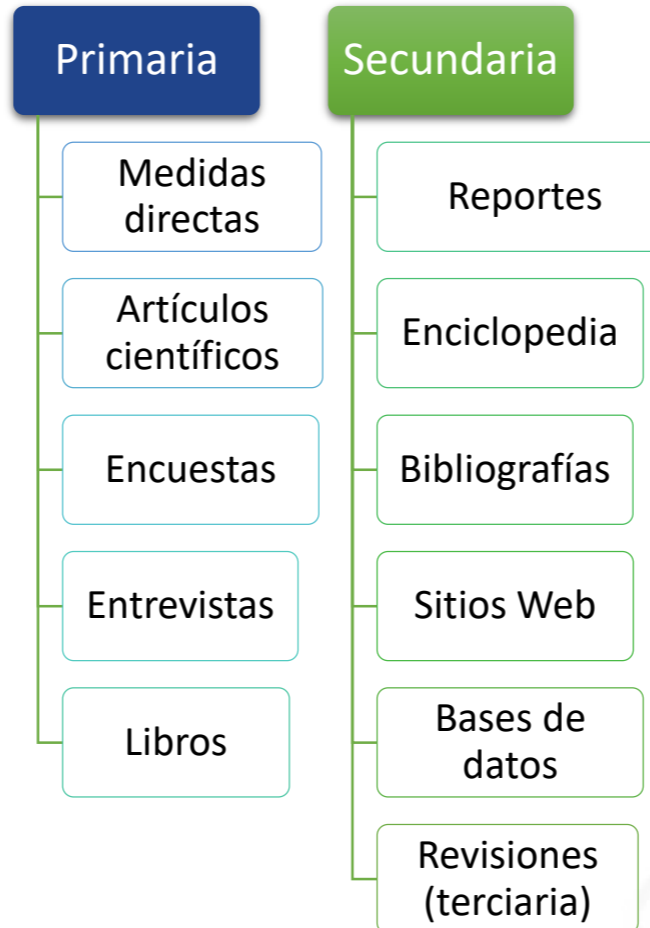 Primaria
Medidas
directas
Artículos
científicos
Encuestas
Entrevistas
Libros
Secundaria
Reportes
Enciclopedia
Bibliografías
Sitios Web
Bases de
datos
Revisiones
(terciaria)